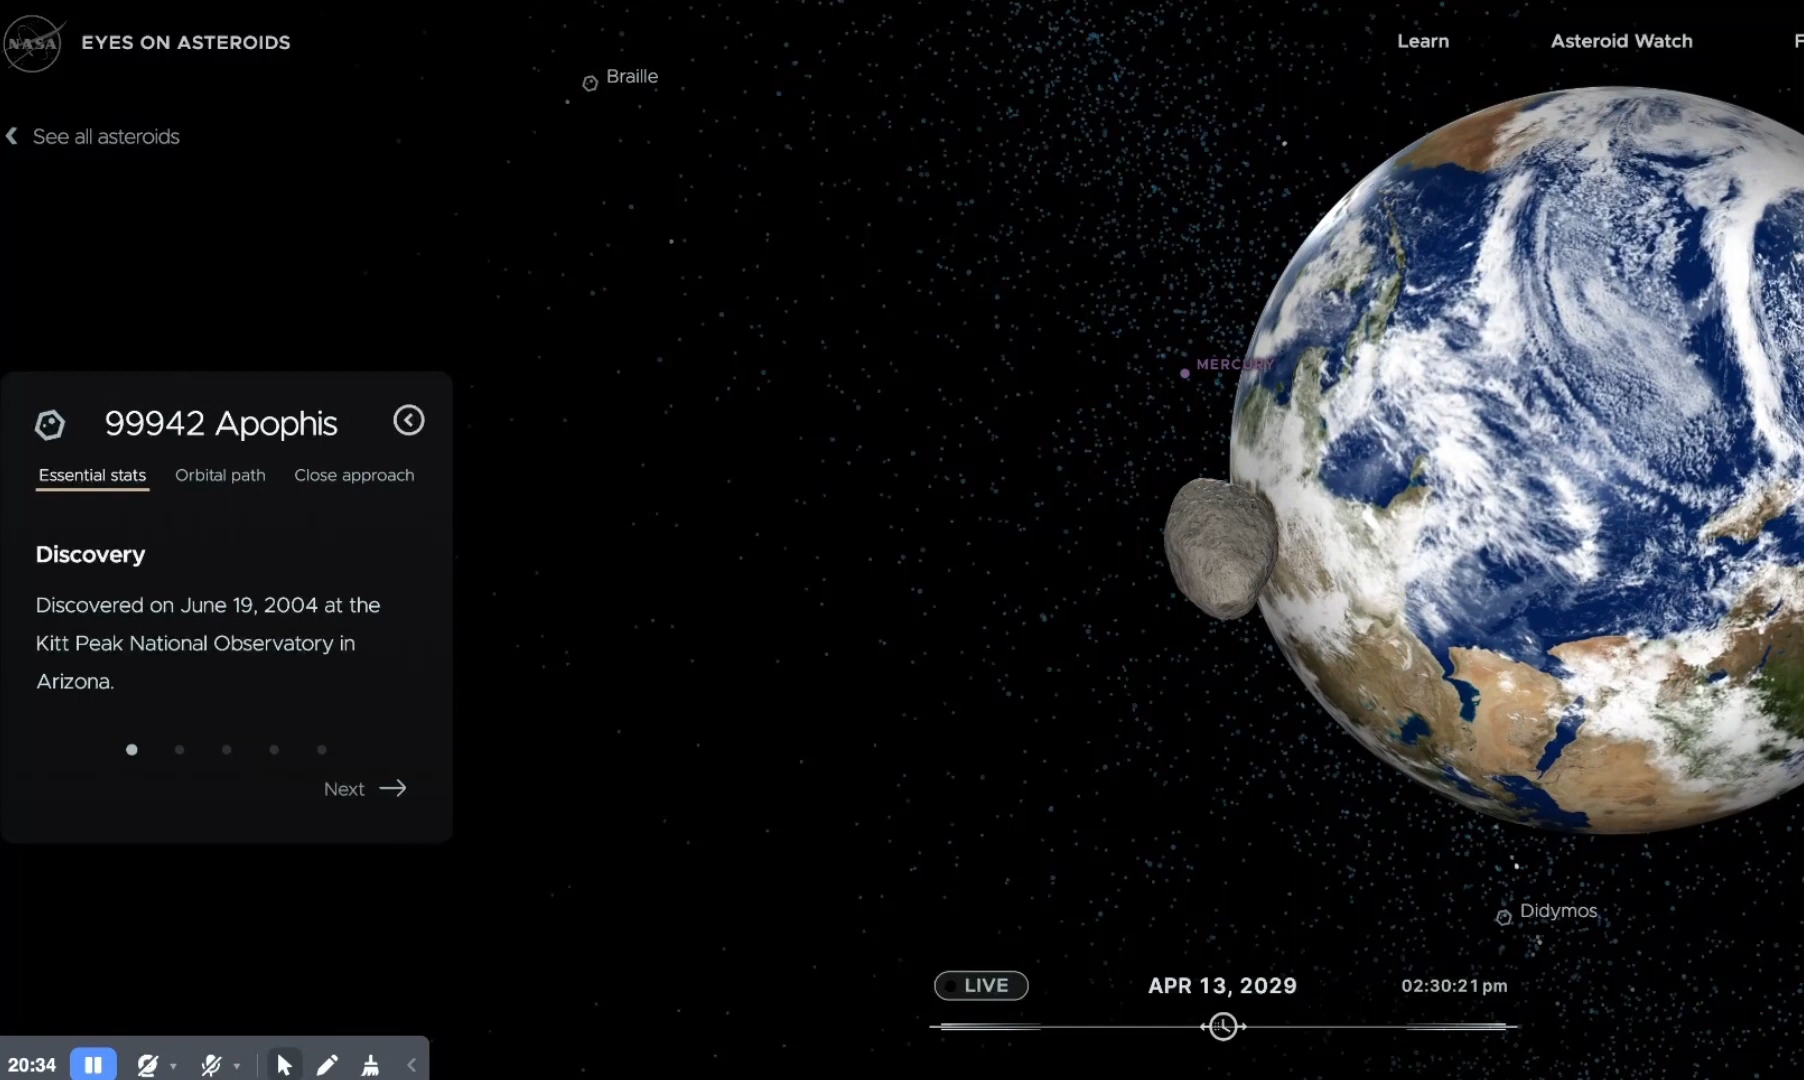 NASA
EYES ON ASTEROIDS
Learn
Asteroid Watch
Braille
See all asteroids
MERCURY
99942 Apophis
Essential stats
Orbital path
Close approach
Discovery
Discovered on June 19, 2004 at the
Kitt Peak National Observatory in
Arizona.
Next
Didymos
LIVE
APR 13, 2029
02:30:21 pm
20:34